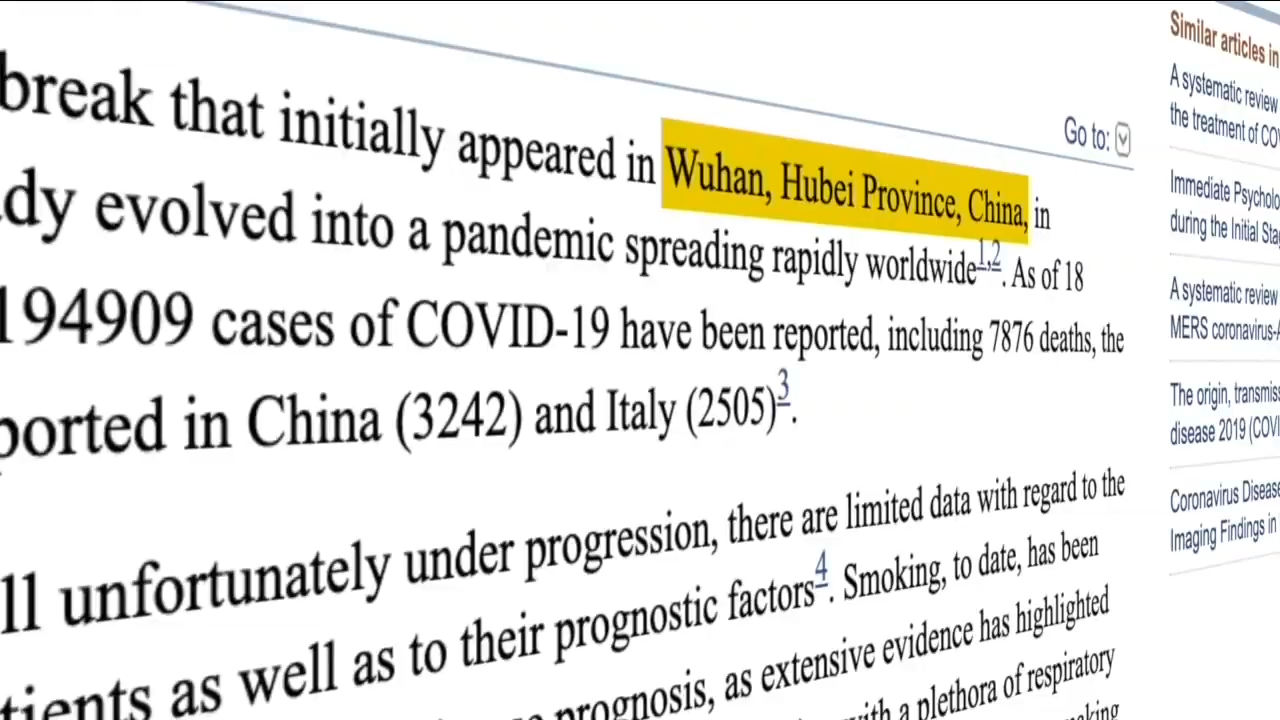 break that initially appeared in Wuhan, Hubei Province, China, in
dy evolved into a pandemic spreading rapidly worldwide1,2. As of 18
194909 cases of COVID-19 have been reported, including 7876 deaths, the
ported in China (3242) and Italy (2505)3.
ll unfortunately under progression, there are limited data with regard to the
tients as well as to their prognostic factors4. Smoking, to date, has been
prognosis, as extensive evidence has highlighted
with a plethora of respiratory
Go to:
Similar articles in
A systematic review
the treatment of COV
Immediate Psycholo
during the Initial Sta
A systematic review
MERS coronavirus-
The origin, transmiss
disease 2019 (COVI
Coronavirus Disease
Imaging Findings in